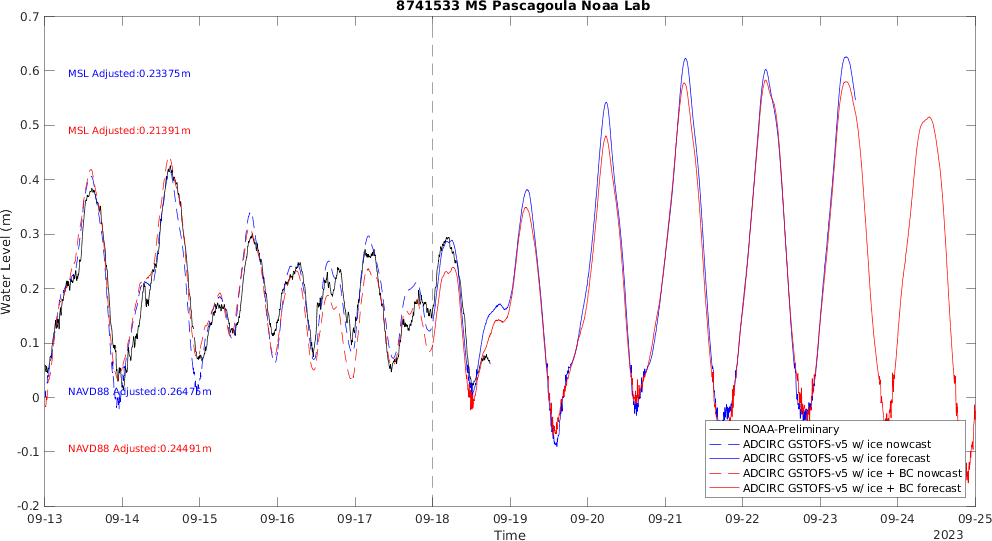 8741533 MS Pascagoula Noaa Lab
0.7
0.6
0.5
0.4
0.3
0.2
0.1
0
-0.1
-0.2
Water Level (m)
MSL Adjusted:0.23375m
MSL Adjusted:0.21391m
NAVD88 Adjusted:0.26475m
NAVD88 Adjusted:0.24491m
NOAA-Preliminary
ADCIRC GSTOFS-v5 w/ ice nowcast
ADCIRC GSTOFS-v5 w/ ice forecast
ADCIRC GSTOFS-v5 w/ ice + BC nowcast
ADCIRC GSTOFS-v5 w/ ice + BC forecast
09-13 09-14 09-15 09-16 09-17 09-18 09-19 09-20 09-21 09-22 09-23 09-24 09-25
Time
2023